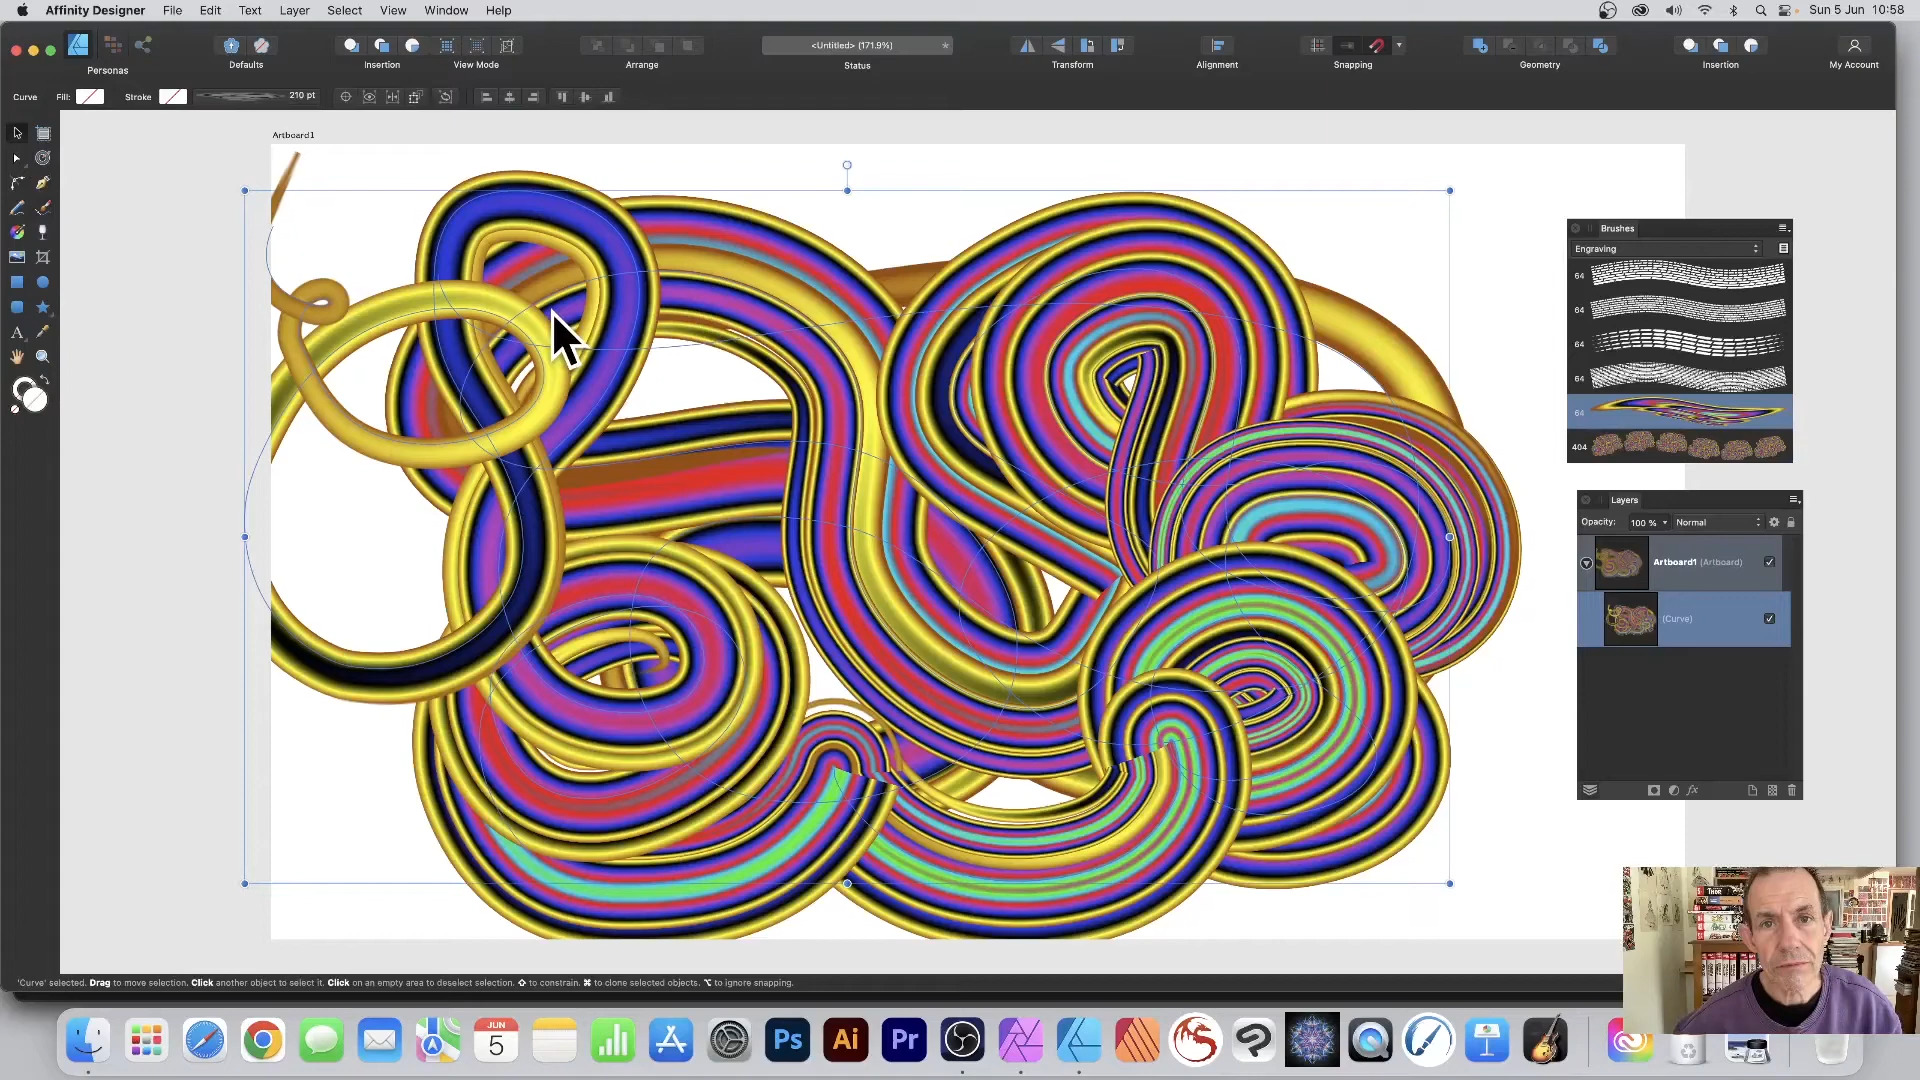 Affinity Designer File Edit Text Layer Select View Window Help Sun 5 Jun 10:58
<Untitled> (171.9%)
Personas Defaults Insertion View Mode Arrange Status Transform Alignment Snapping Geometry Insertion My Account
Curve Fill: Stroke 210 pt
Artboard1
Brushes
Engraving
64
64
64
64
64
404
Layers
Opacity: 100 % Normal
Artboard1 (Artboard)
(Curve)
fx
A
'Curve' selected. Drag to move selection. Click another object to select it. Click on an empty area to deselect selection. ⇧ to constrain. ⌘ to clone selected objects. ⌥ to ignore snapping.
JUN
5
Ps Ai Pr